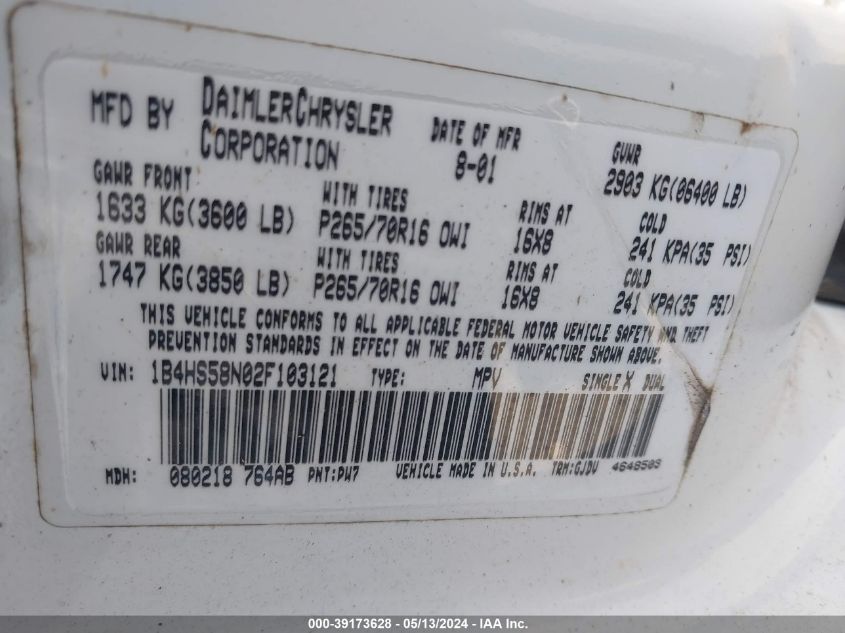 MFD BY DAIMLERCHRYSLER CORPORATION DATE OF MFR 8-01 GVWR 2903 KG(06400 LB)
GAWR FRONT WITH TIRES RIMS AT COLD
1633 KG(3600 LB) P265/70R16 OWI 16X8 241 KPA(35 PSI)
GAWR REAR WITH TIRES RIMS AT COLD
1747 KG(3850 LB) P265/70R16 OWI 16X8 241 KPA(35 PSI)
THIS VEHICLE CONFORMS TO ALL APPLICABLE FEDERAL MOTOR VEHICLE SAFETY AND THEFT
PREVENTION STANDARDS IN EFFECT ON THE DATE OF MANUFACTURE SHOWN ABOVE.
VIN: 1B4HS58N02F103121 TYPE: MPV SINGLE X DUAL
MDH: 080218 764AB PNT:PW7 VEHICLE MADE IN U.S.A. TRM:GJDV 4648503
000-39173628 - 05/13/2024 - IAA Inc.